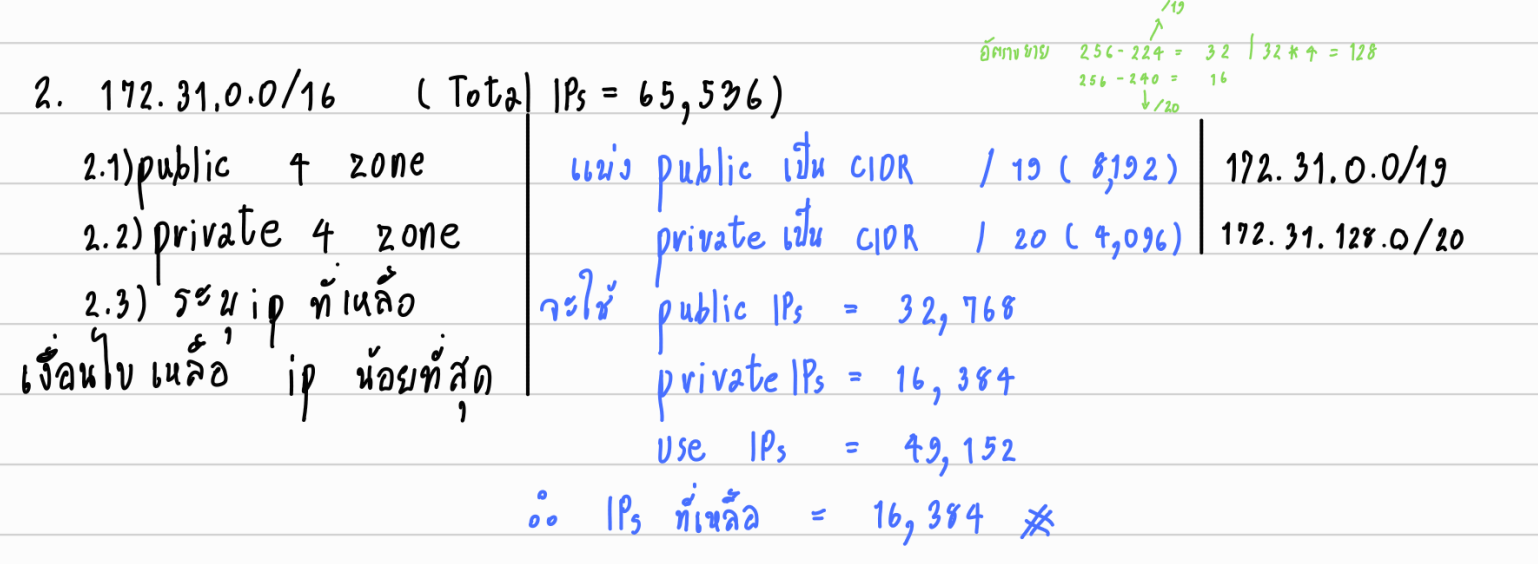 /19
อัตราขยาย 256-224 = 32 | 32 * 4 = 128
256 -240 = 16
/20
2. 172.31.0.0/16 ( Total IPs = 65,536)
2.1)public 4 zone
แบ่ง public เป็น CIDR / 19 ( 8,192)
172.31.0.0/19
2.2) private 4 zone
private เป็น CIDR / 20 ( 4,096)
172.31.128.0/20
2.3) ระบุ ip ที่เหลือ
จะใช้ public IPs = 32,768
เงื่อนไข เหลือ ip น้อยที่สุด
private IPs = 16,384
use IPs = 49,152
∴ IPs ที่เหลือ = 16,384 #